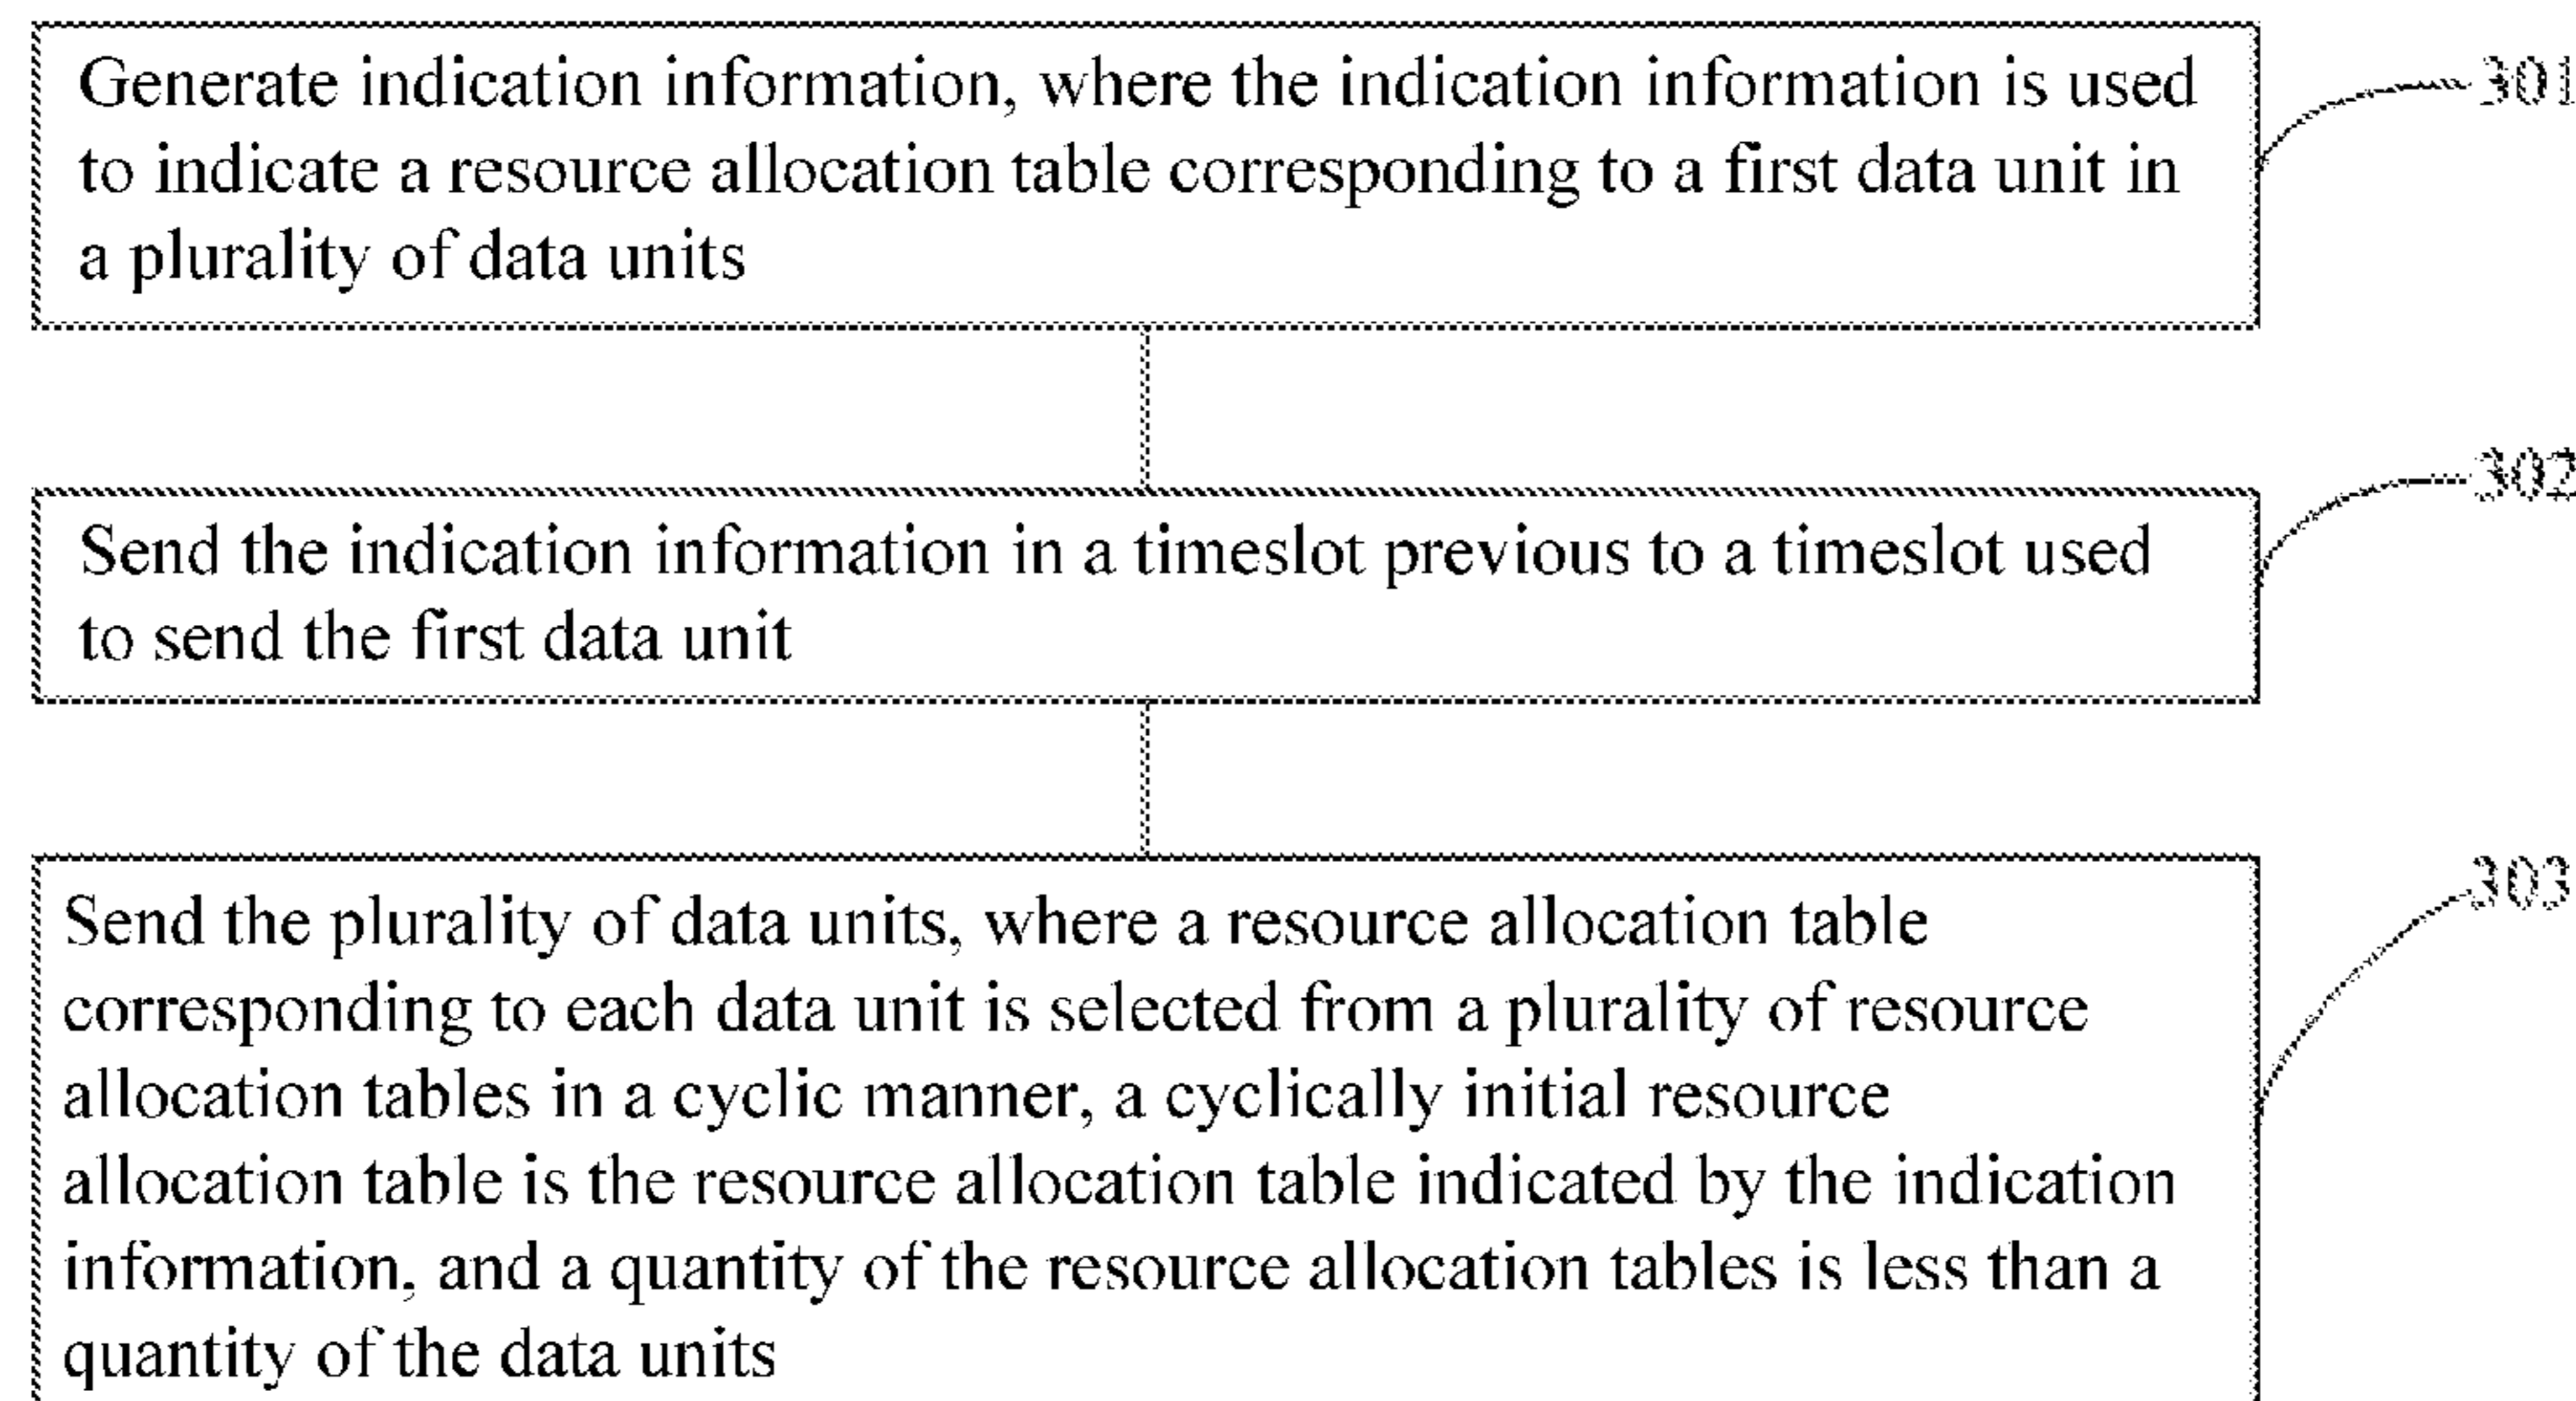 Generate indication information, where the indication information is used
to indicate a resource allocation table corresponding to a first data unit in
a plurality of data units
301
Send the indication information in a timeslot previous to a timeslot used
to send the first data unit
302
Send the plurality of data units, where a resource allocation table
corresponding to each data unit is selected from a plurality of resource
allocation tables in a cyclic manner, a cyclically initial resource
allocation table is the resource allocation table indicated by the indication
information, and a quantity of the resource allocation tables is less than a
quantity of the data units
303